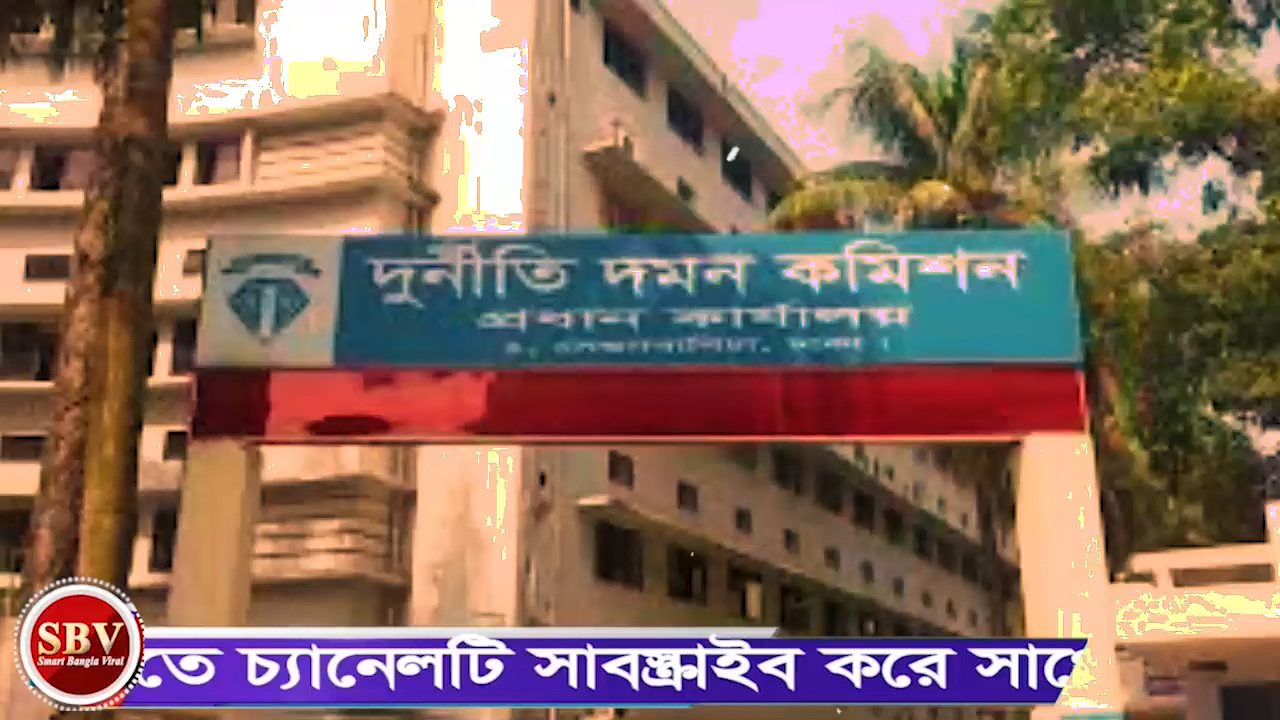 দুর্নীতি দমন কমিশন
প্রধান কার্যালয়
SBV
Smart Bangla Viral
তে চ্যানেলটি সাবস্ক্রাইব করে সাথে